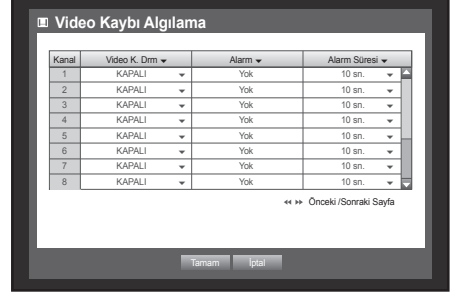 Video Kaybı Algılama
Kanal Video K. Drm Alarm Alarm Süresi
1 KAPALI Yok 10 sn.
2 KAPALI Yok 10 sn.
3 KAPALI Yok 10 sn.
4 KAPALI Yok 10 sn.
5 KAPALI Yok 10 sn.
6 KAPALI Yok 10 sn.
7 KAPALI Yok 10 sn.
8 KAPALI Yok 10 sn.
Önceki /Sonraki Sayfa
Tamam İptal